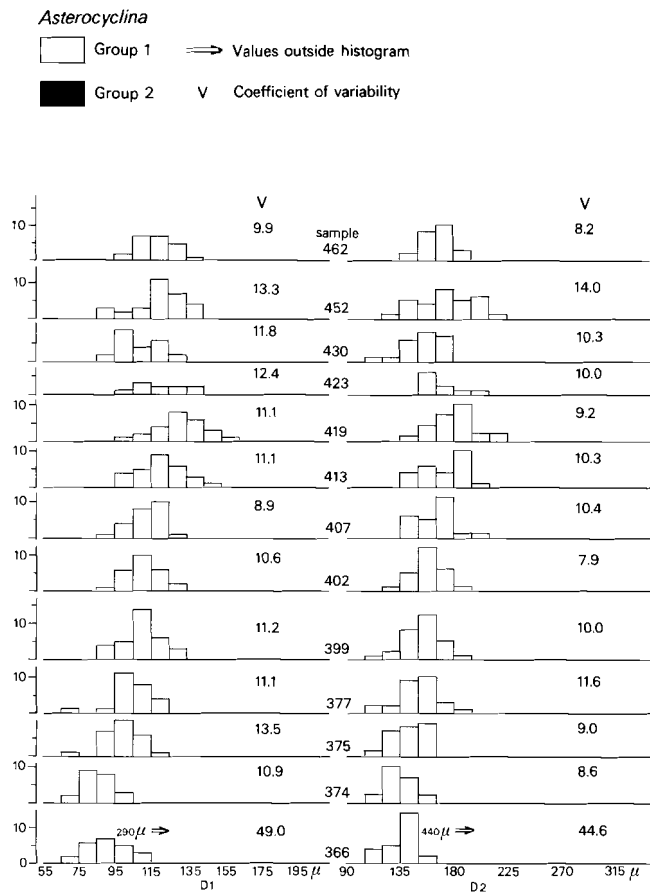 Asterocyclina
Group 1 ⇒ Values outside histogram
Group 2 V Coefficient of variability
V V
10 9.9 sample 462 8.2
10 13.3 452 14.0
10 11.8 430 10.3
12.4 423 10.0
10 11.1 419 9.2
10 11.1 413 10.3
10 8.9 407 10.4
10 10.6 402 7.9
10 11.2 399 10.0
10 11.1 377 11.6
10 13.5 375 9.0
10 10.9 374 8.6
10 290 μ ⇒ 49.0 366 440 μ ⇒ 44.6
0
55 75 95 115 135 155 175 195 μ 90 135 180 225 270 315 μ
D1 D2